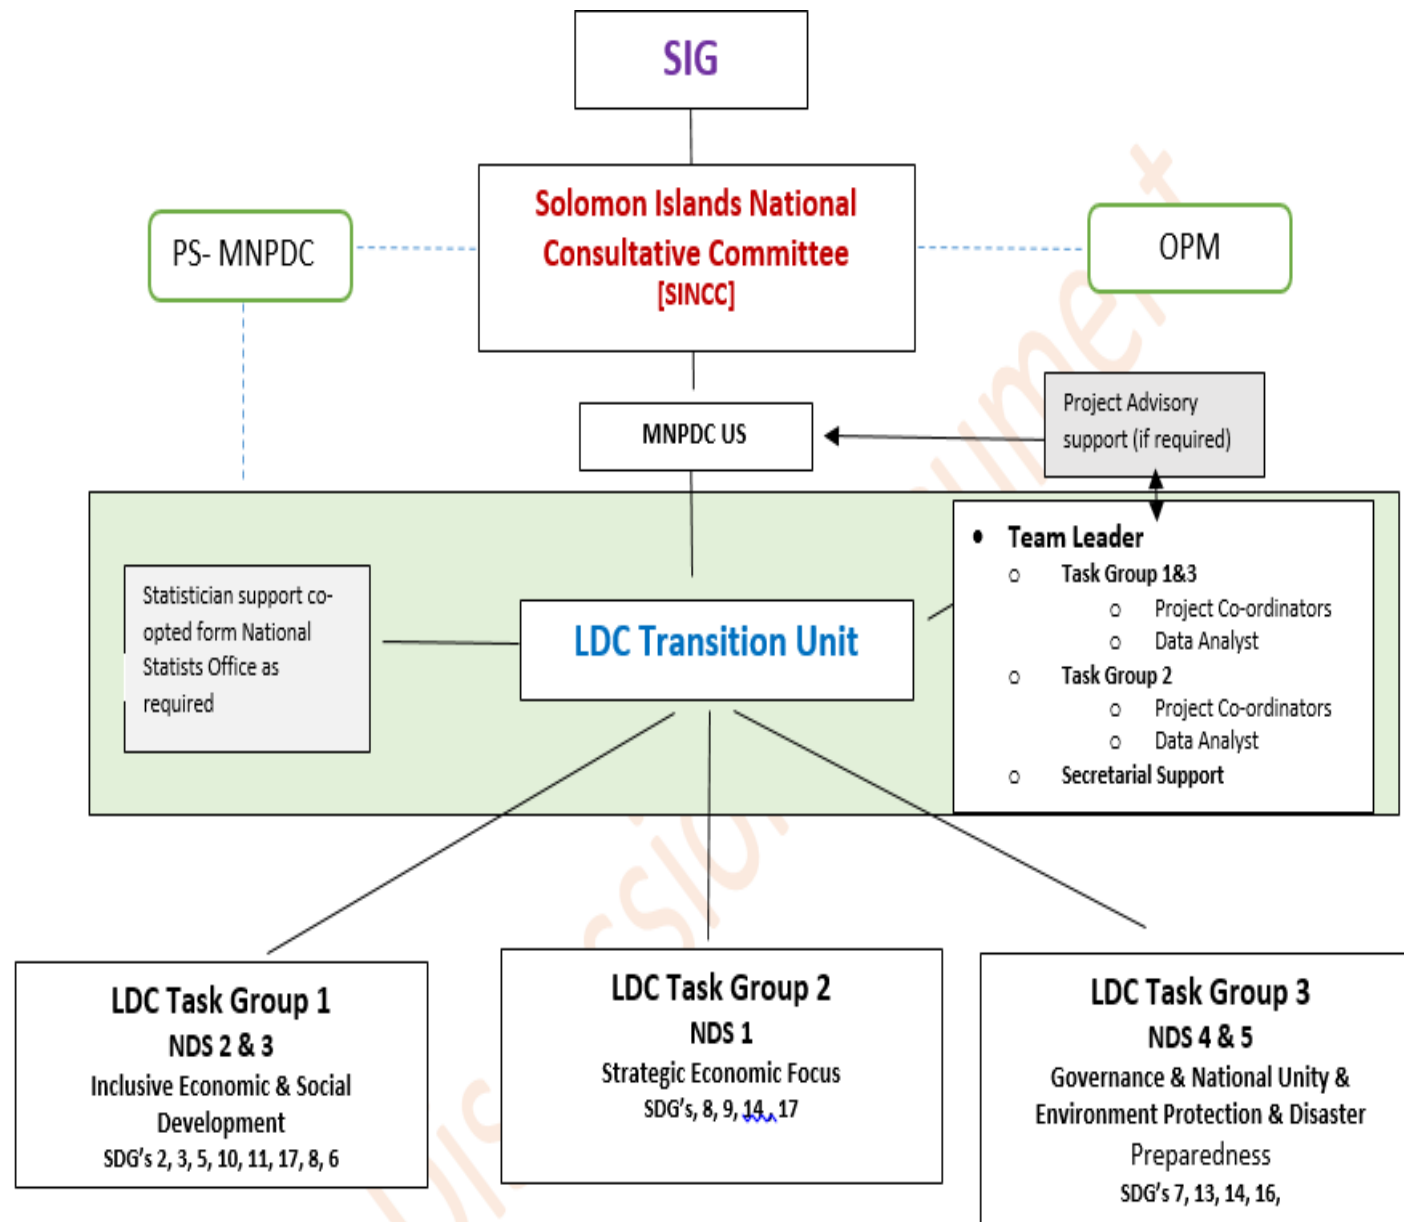 SIG
Solomon Islands National
Consultative Committee
[SINCC]
PS- MNPDC
OPM
MNPDC US
Project Advisory
support (if required)
Statistician support co-
opted form National
Statists Office as
required
LDC Transition Unit
• Team Leader
o Task Group 1&3
o Project Co-ordinators
o Data Analyst
o Task Group 2
o Project Co-ordinators
o Data Analyst
o Secretarial Support
LDC Task Group 1
NDS 2 & 3
Inclusive Economic & Social
Development
SDG's 2, 3, 5, 10, 11, 17, 8, 6
LDC Task Group 2
NDS 1
Strategic Economic Focus
SDG's, 8, 9, 14 , 17
LDC Task Group 3
NDS 4 & 5
Governance & National Unity &
Environment Protection & Disaster
Preparedness
SDG's 7, 13, 14, 16,